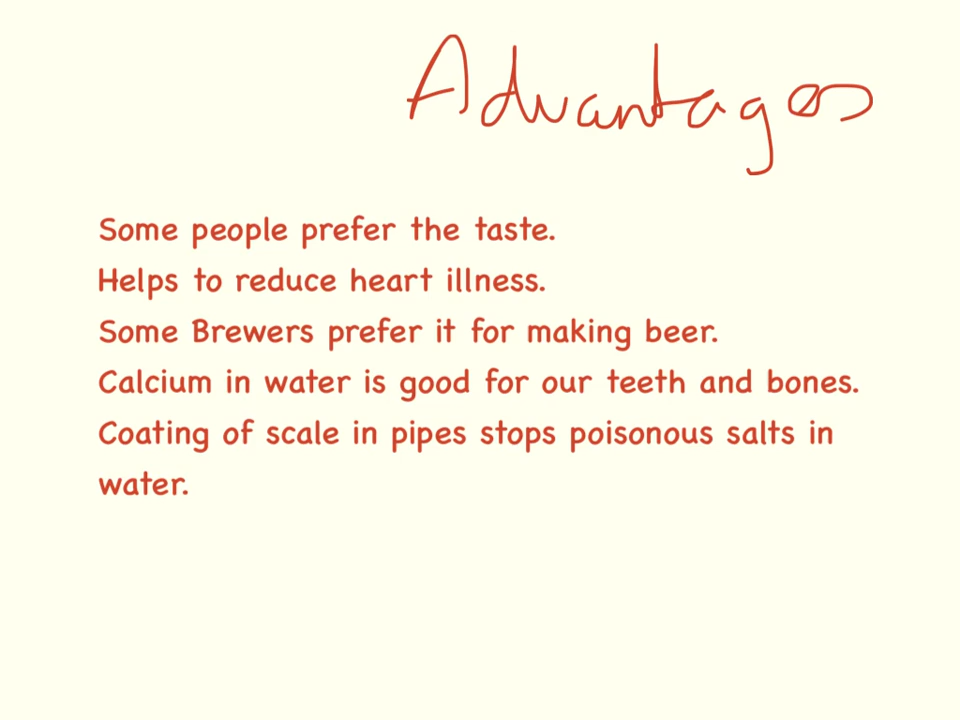 Advantages
Some people prefer the taste.
Helps to reduce heart illness.
Some Brewers prefer it for making beer.
Calcium in water is good for our teeth and bones.
Coating of scale in pipes stops poisonous salts in
water.